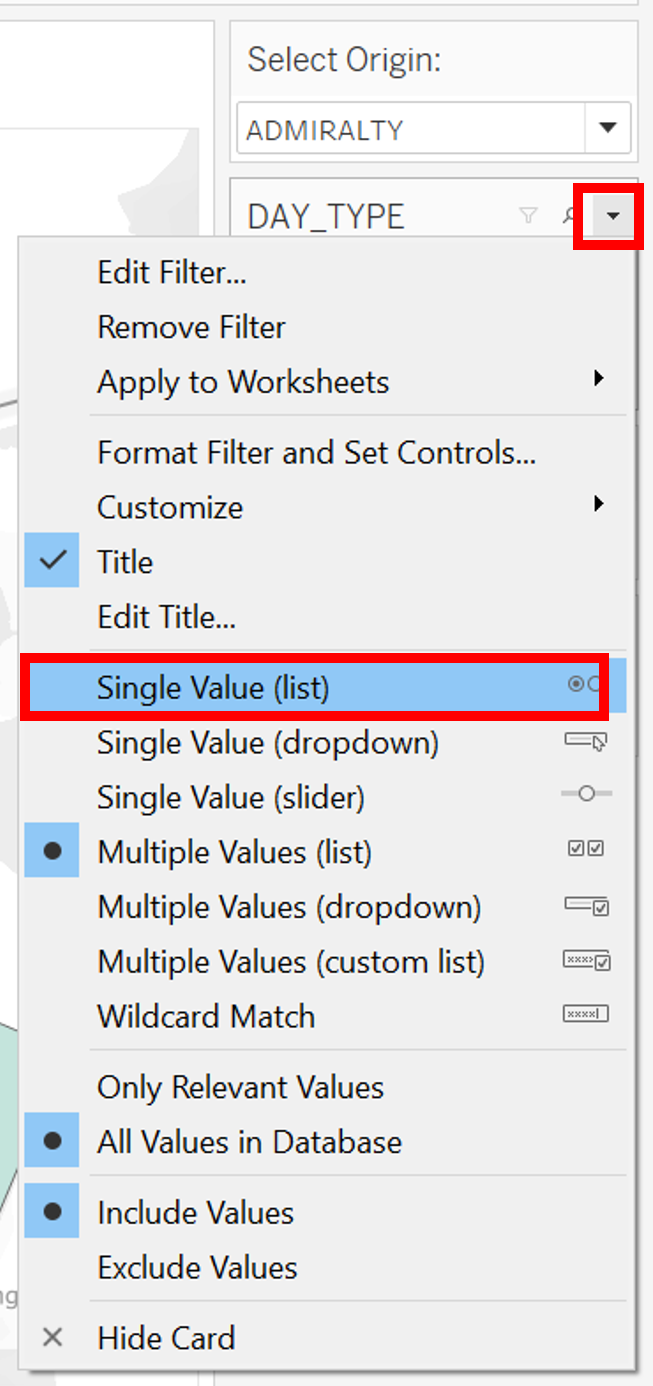 Select Origin:
ADMIRALTY
DAY_TYPE
Edit Filter...
Remove Filter
Apply to Worksheets
Format Filter and Set Controls...
Customize
Title
Edit Title...
Single Value (list)
Single Value (dropdown)
Single Value (slider)
Multiple Values (list)
Multiple Values (dropdown)
Multiple Values (custom list)
Wildcard Match
Only Relevant Values
All Values in Database
Include Values
Exclude Values
ng
Hide Card